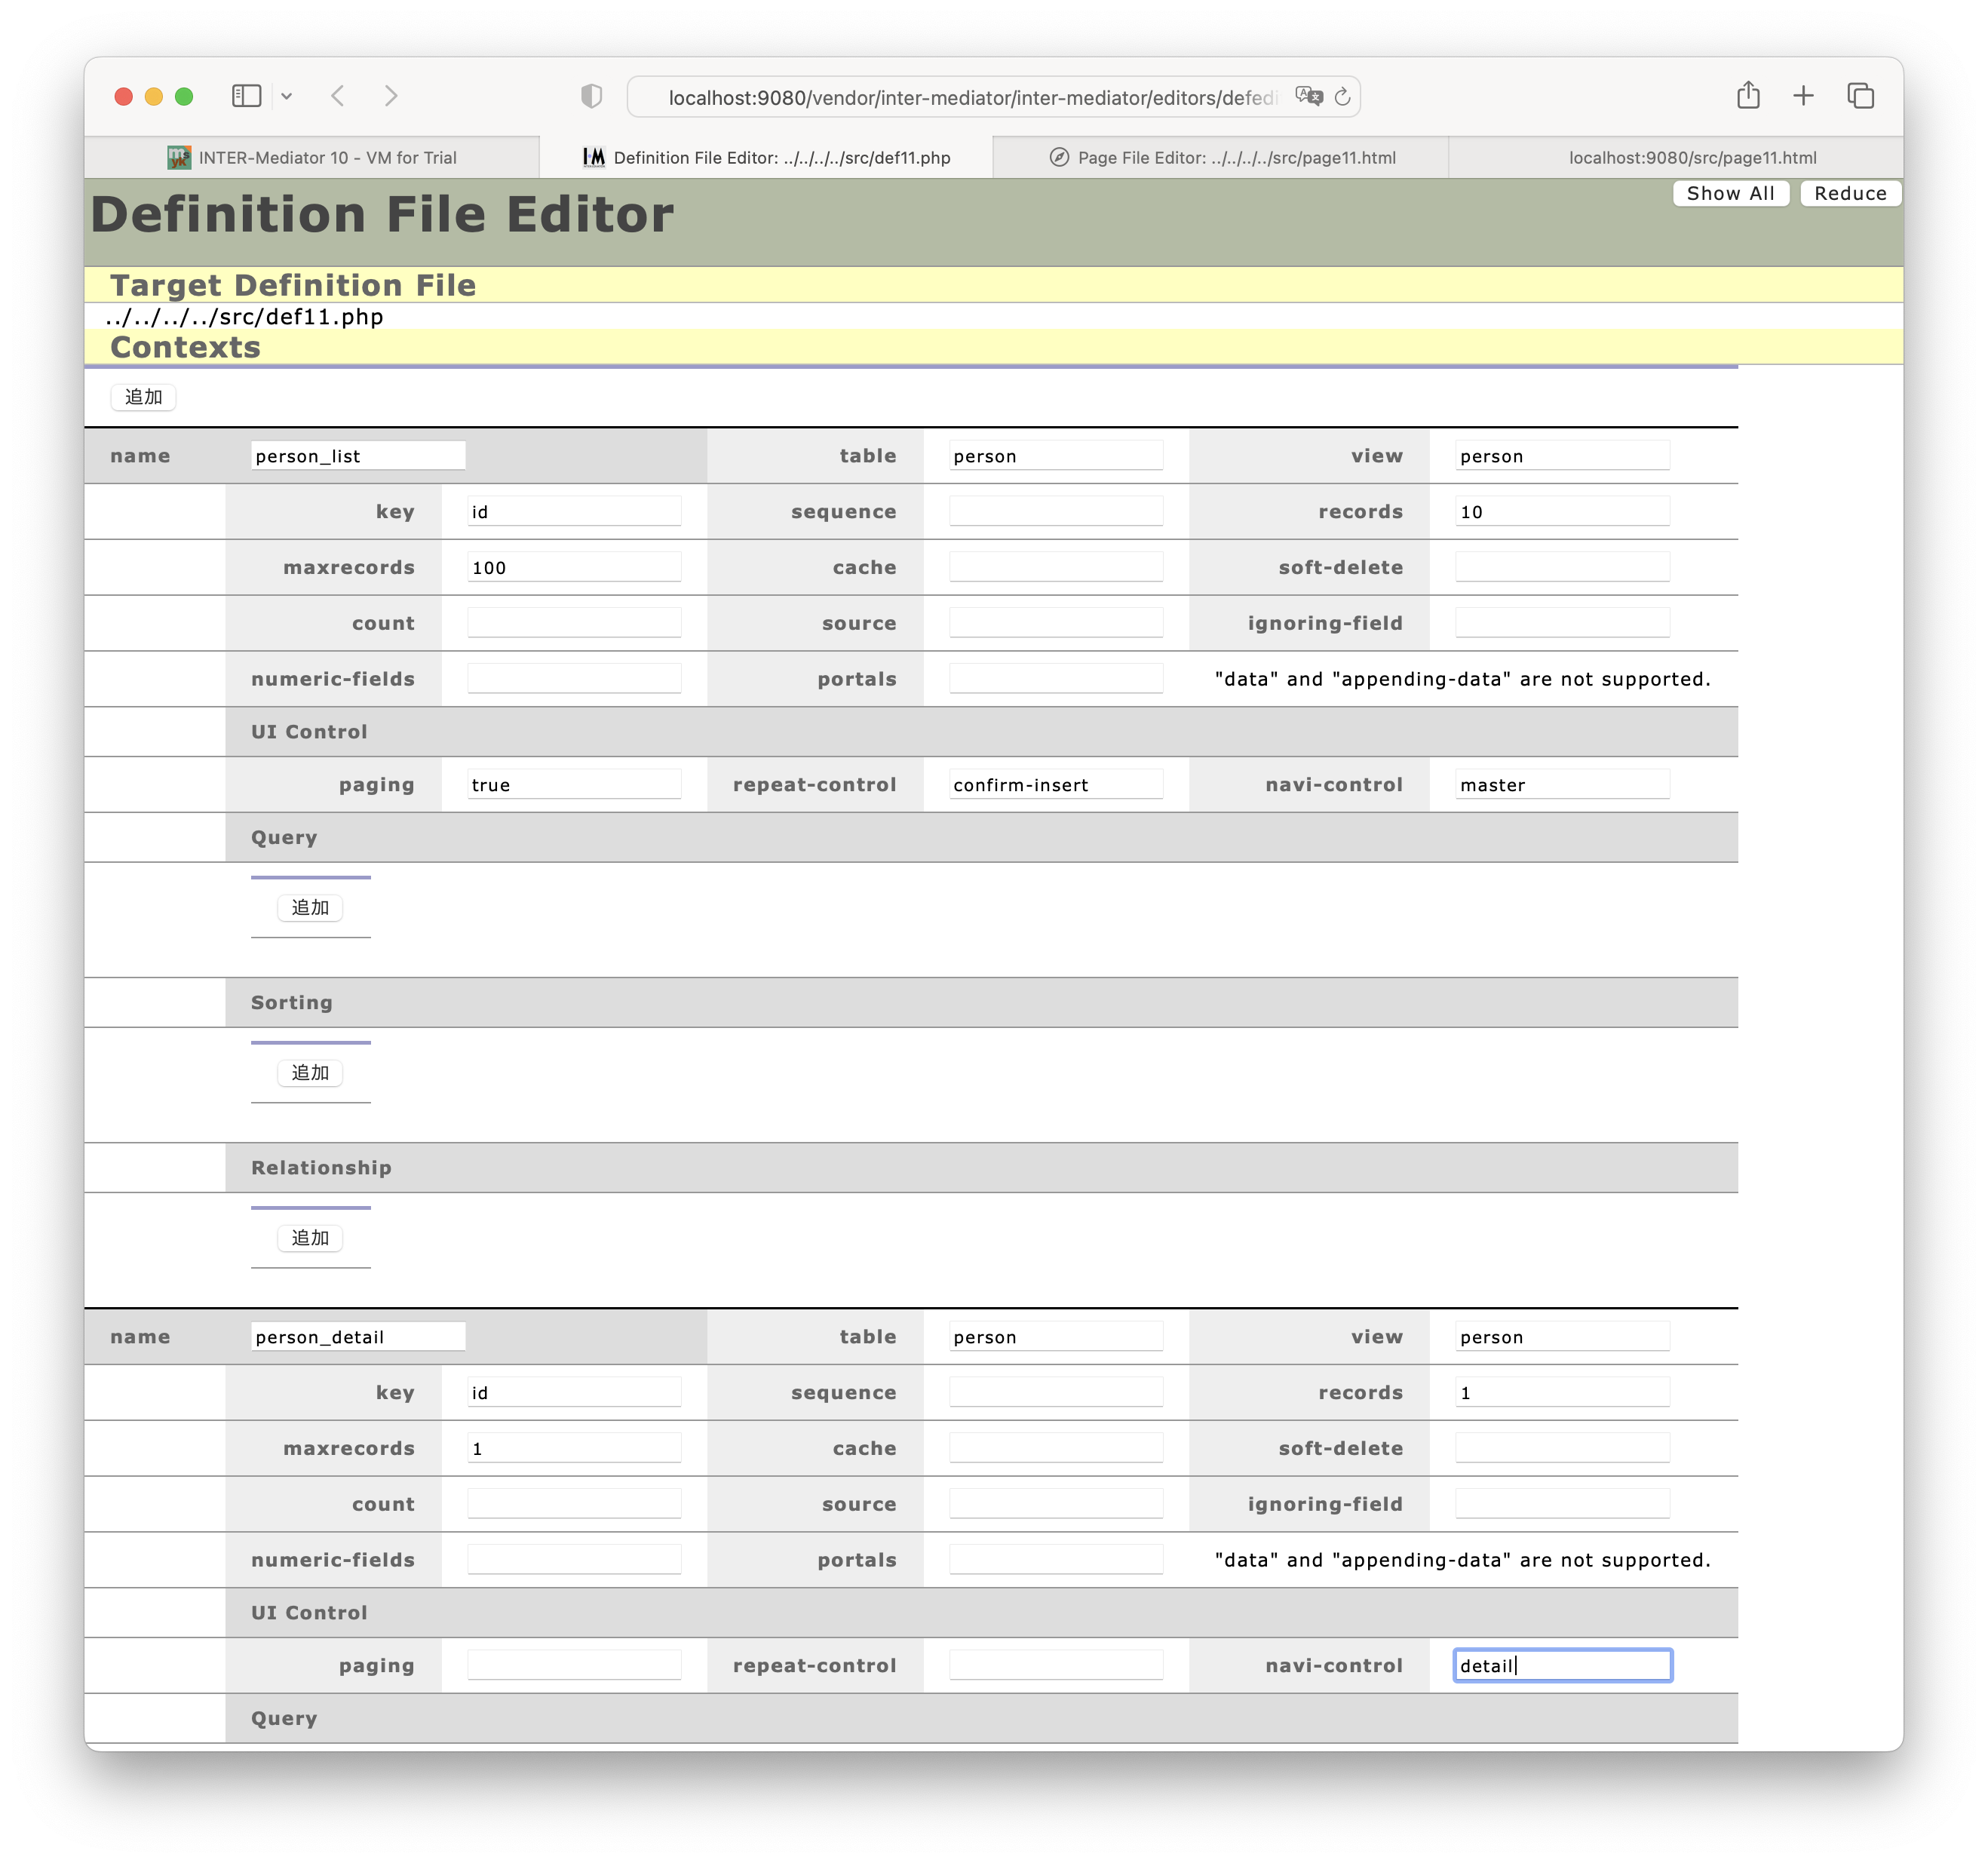 localhost:9080/vendor/inter-mediator/inter-mediator/editors/defedi
INTER-Mediator 10 - VM for Trial
Definition File Editor: ../../../../src/def11.php
Page File Editor: ../../../../src/page11.html
localhost:9080/src/page11.html
Show All Reduce
Definition File Editor
Target Definition File
../../../../src/def11.php
Contexts
追加
name person_list table person view person
key id sequence records 10
maxrecords 100 cache soft-delete
count source ignoring-field
numeric-fields portals "data" and "appending-data" are not supported.
UI Control
paging true repeat-control confirm-insert navi-control master
Query
追加
Sorting
追加
Relationship
追加
name person_detail table person view person
key id sequence records 1
maxrecords 1 cache soft-delete
count source ignoring-field
numeric-fields portals "data" and "appending-data" are not supported.
UI Control
paging repeat-control navi-control detail
Query